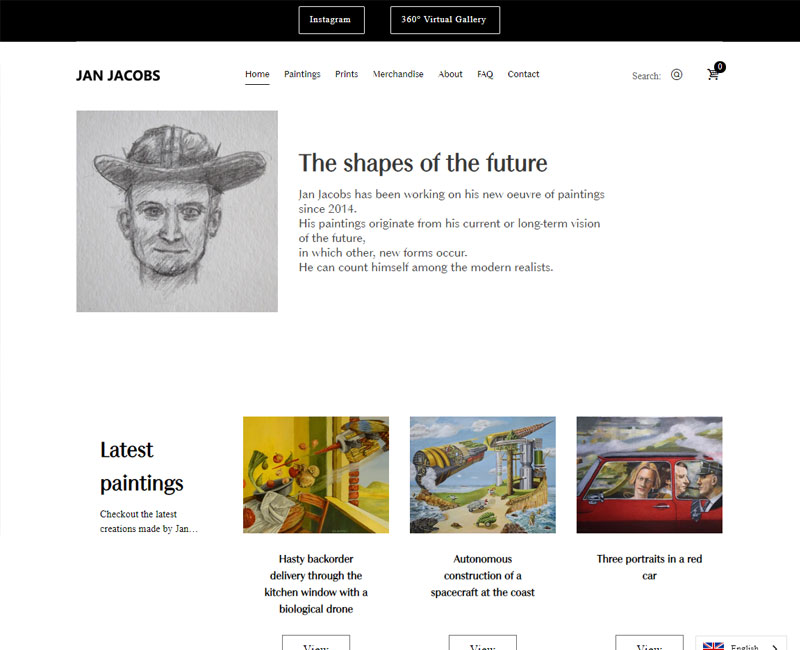 Instagram
360° Virtual Gallery
JAN JACOBS
Home
Paintings
Prints
Merchandise
About
FAQ
Contact
Search:
0
The shapes of the future
Jan Jacobs has been working on his new oeuvre of paintings
since 2014.
His paintings originate from his current or long-term vision
of the future,
in which other, new forms occur.
He can count himself among the modern realists.
Latest
paintings
Checkout the latest
creations made by Jan…
Hasty backorder
delivery through the
kitchen window with a
biological drone
Autonomous
construction of a
spacecraft at the coast
Three portraits in a red
car
View
View
View
English